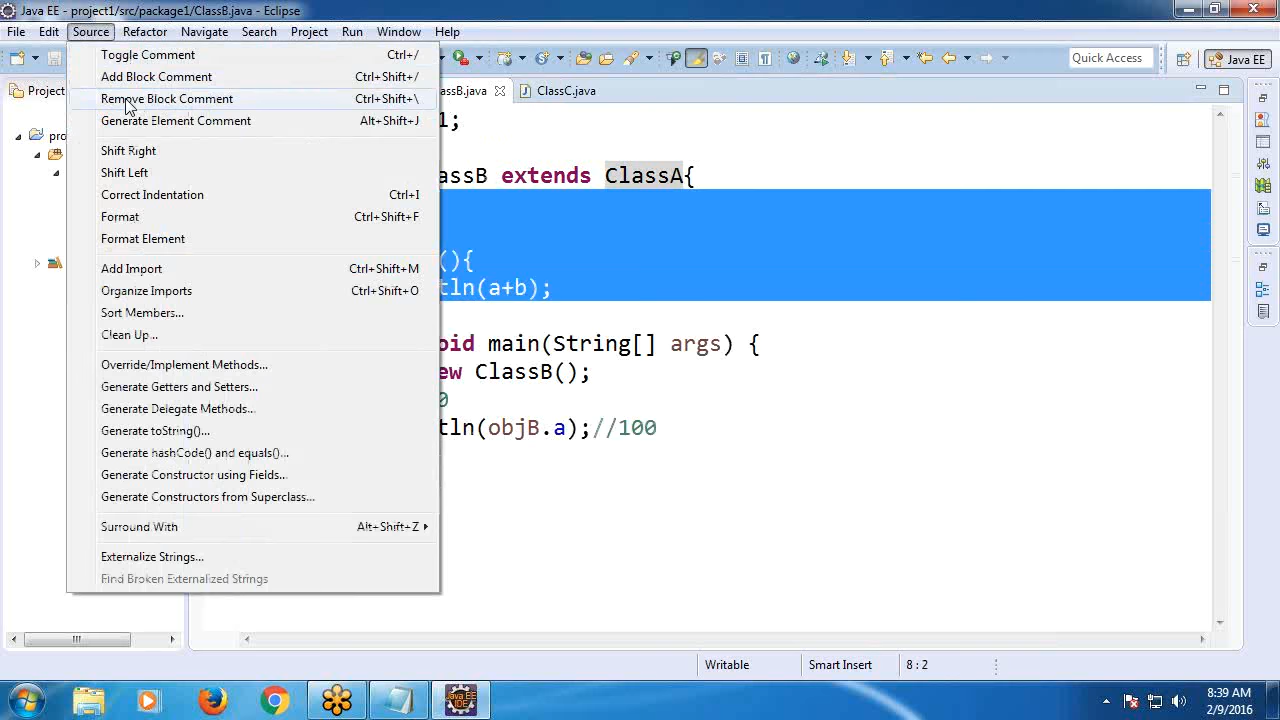 Java EE - project1/src/package1/ClassB.java - Eclipse
File Edit Source Refactor Navigate Search Project Run Window Help
Quick Access
Java EE
Project
assB.java
ClassC.java
Toggle Comment Ctrl+/
Add Block Comment Ctrl+Shift+/
Remove Block Comment Ctrl+Shift+\
Generate Element Comment Alt+Shift+J
Shift Right
Shift Left
Correct Indentation Ctrl+I
Format Ctrl+Shift+F
Format Element
Add Import Ctrl+Shift+M
Organize Imports Ctrl+Shift+O
Sort Members...
Clean Up...
Override/Implement Methods...
Generate Getters and Setters...
Generate Delegate Methods...
Generate toString()...
Generate hashCode() and equals()...
Generate Constructor using Fields...
Generate Constructors from Superclass...
Surround With Alt+Shift+Z
Externalize Strings...
Find Broken Externalized Strings
pro
1;
assB extends ClassA{
(){
tln(a+b);
oid main(String[] args) {
ew ClassB();
0
tln(objB.a);//100
Writable Smart Insert 8 : 2
Java EE
IDE
8:39 AM
2/9/2016